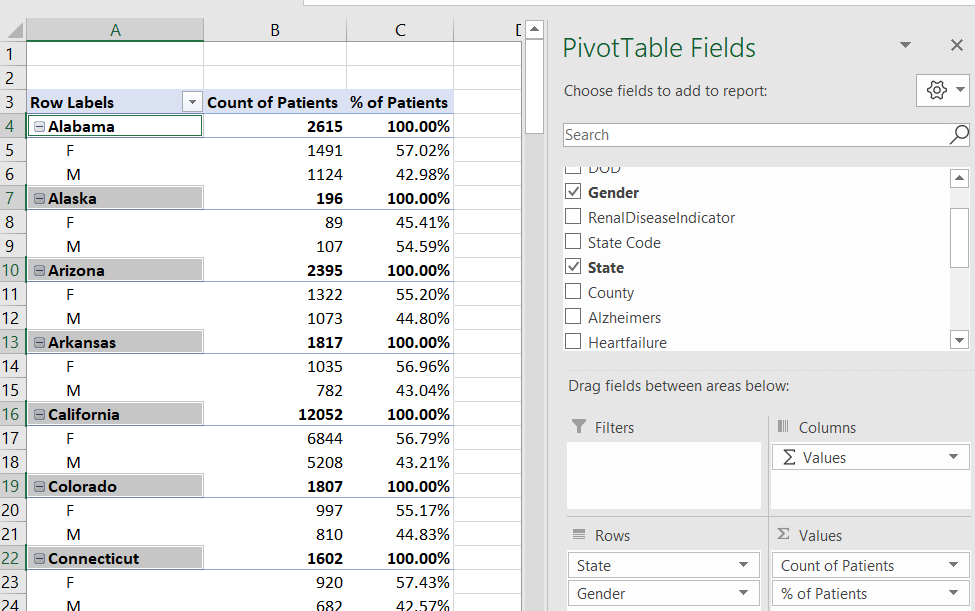 A B C D
1
2
3 Row Labels Count of Patients % of Patients
4 Alabama 2615 100.00%
5 F 1491 57.02%
6 M 1124 42.98%
7 Alaska 196 100.00%
8 F 89 45.41%
9 M 107 54.59%
10 Arizona 2395 100.00%
11 F 1322 55.20%
12 M 1073 44.80%
13 Arkansas 1817 100.00%
14 F 1035 56.96%
15 M 782 43.04%
16 California 12052 100.00%
17 F 6844 56.79%
18 M 5208 43.21%
19 Colorado 1807 100.00%
20 F 997 55.17%
21 M 810 44.83%
22 Connecticut 1602 100.00%
23 F 920 57.43%
24 M 682 42.57%
PivotTable Fields
Choose fields to add to report:
Search
DOD
Gender
RenalDiseaseIndicator
State Code
State
County
Alzheimers
Heartfailure
Drag fields between areas below:
Filters
Columns
Σ Values
Rows
State
Gender
Σ Values
Count of Patients
% of Patients